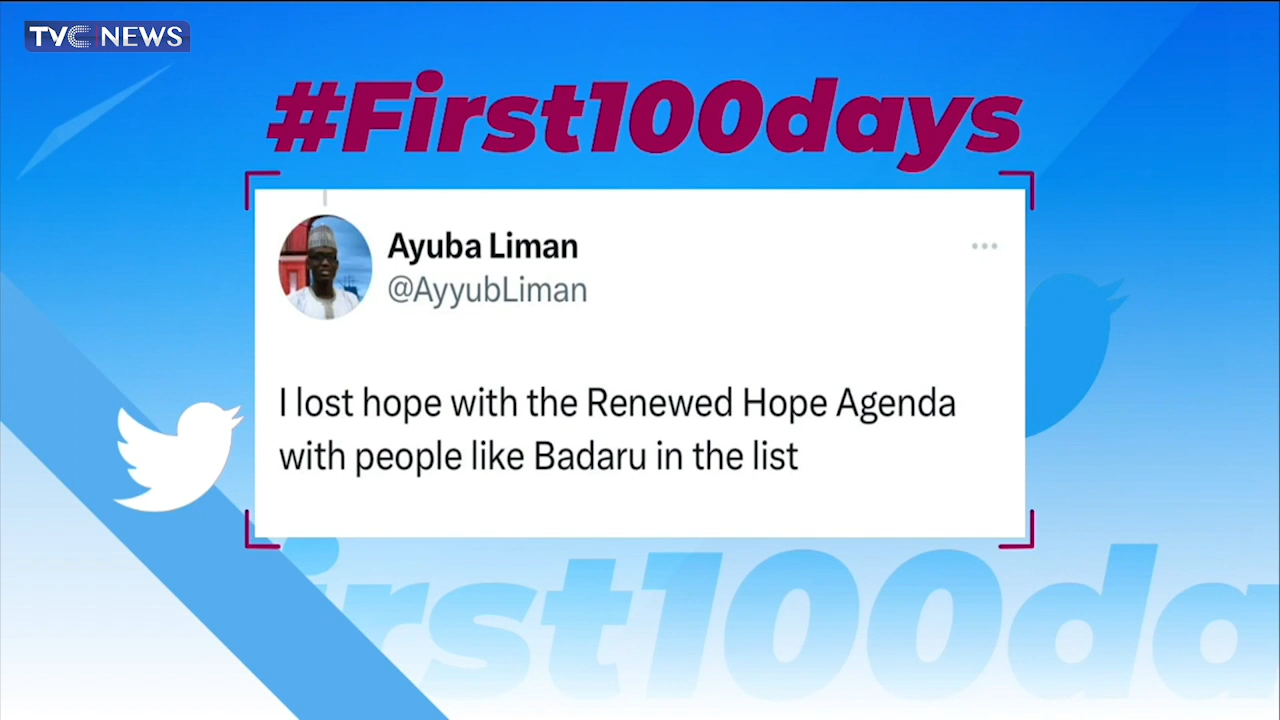 TVC NEWS
#First100days
Ayuba Liman
@AyyubLiman
I lost hope with the Renewed Hope Agenda
with people like Badaru in the list
First100da